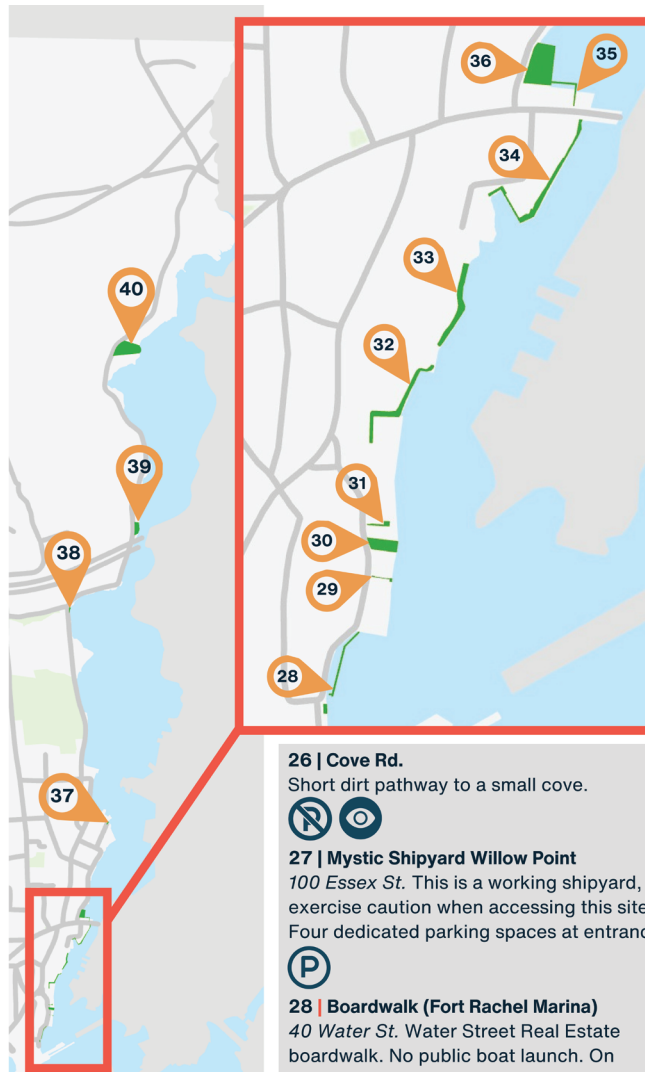 36
35
34
33
40
32
31
39
30
38
29
28
37
26 | Cove Rd.
Short dirt pathway to a small cove.
P
27 | Mystic Shipyard Willow Point
100 Essex St. This is a working shipyard,
exercise caution when accessing this site
Four dedicated parking spaces at
P
28 | Boardwalk (Fort Rachel Marina)
40 Water St. Water Street Real Estate
boardwalk. No public boat launch. On